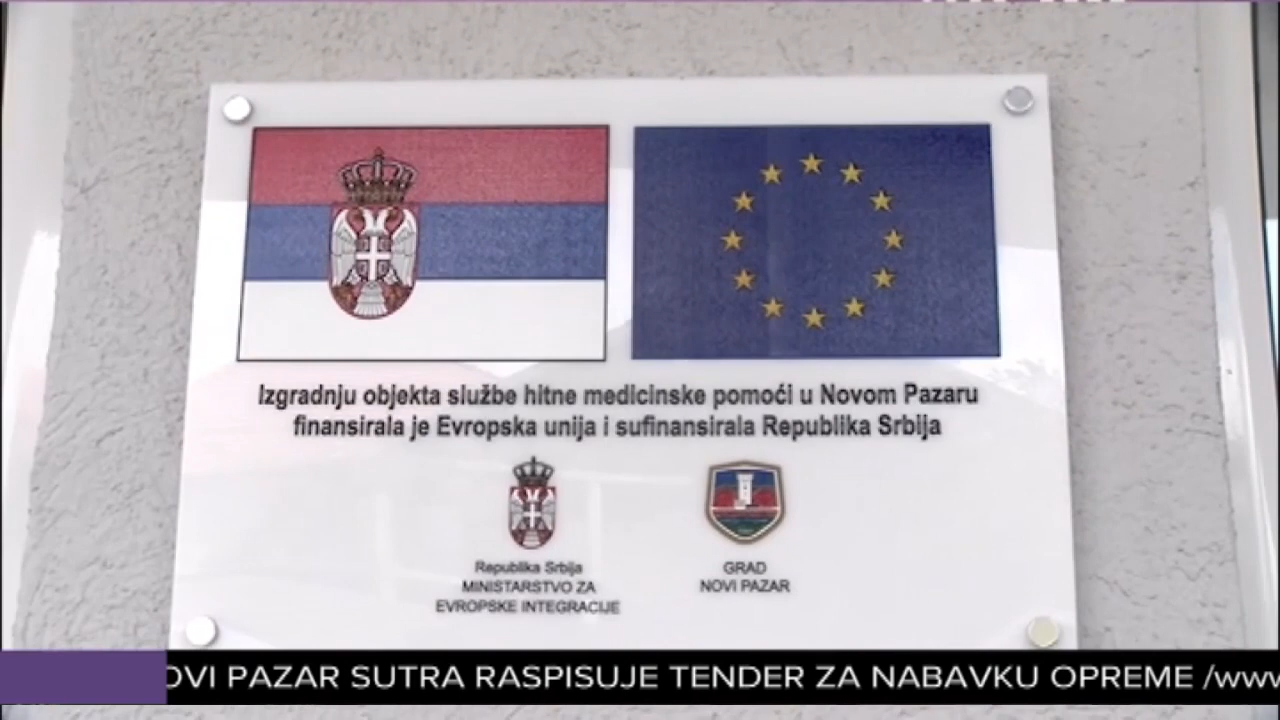 Izgradnju objekta službe hitne medicinske pomoći u Novom Pazaru
finansirala je Evropska unija i sufinansirala Republika Srbija
Republika Srbija
MINISTARSTVO ZA
EVROPSKE INTEGRACIJE
GRAD
NOVI PAZAR
OVI PAZAR SUTRA RASPISUJE TENDER ZA NABAVKU OPREME /www